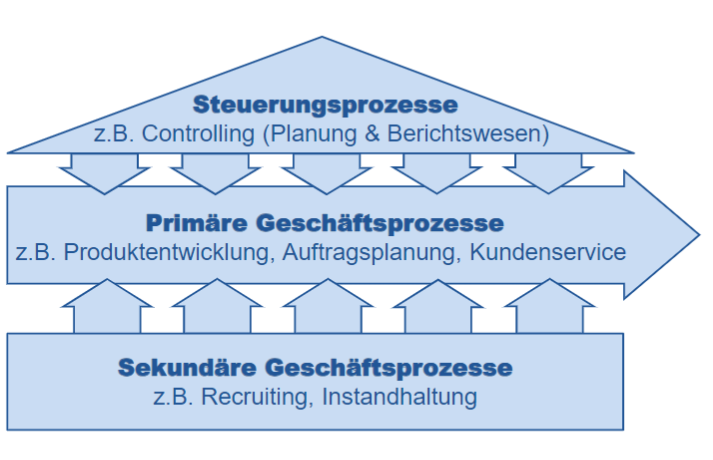 Steuerungsprozesse
z.B. Controlling (Planung & Berichtswesen)
Primäre Geschäftsprozesse
z.B. Produktentwicklung, Auftragsplanung, Kundenservice
Sekundäre Geschäftsprozesse
z.B. Recruiting, Instandhaltung